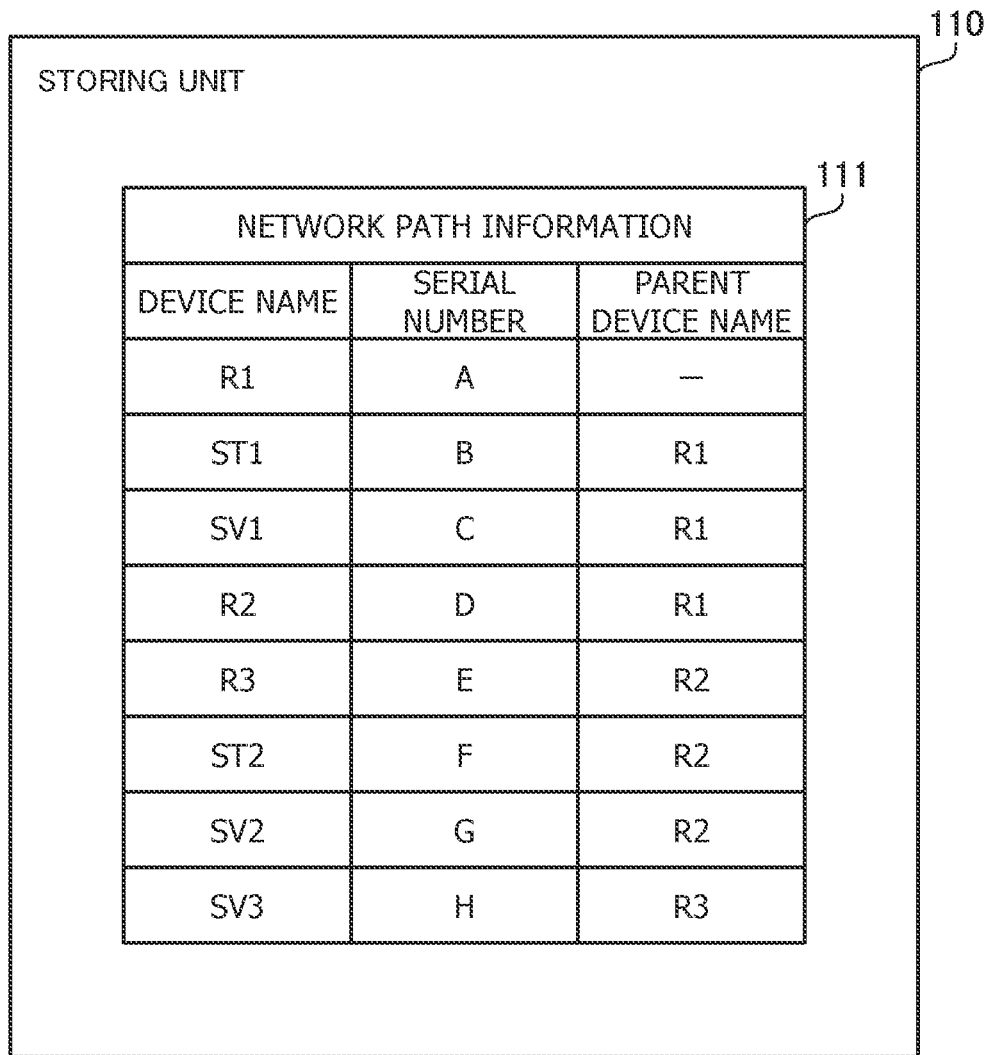 110
STORING UNIT
111
NETWORK PATH INFORMATION
DEVICE NAME SERIAL NUMBER PARENT DEVICE NAME
R1 A —
ST1 B R1
SV1 C R1
R2 D R1
R3 E R2
ST2 F R2
SV2 G R2
SV3 H R3